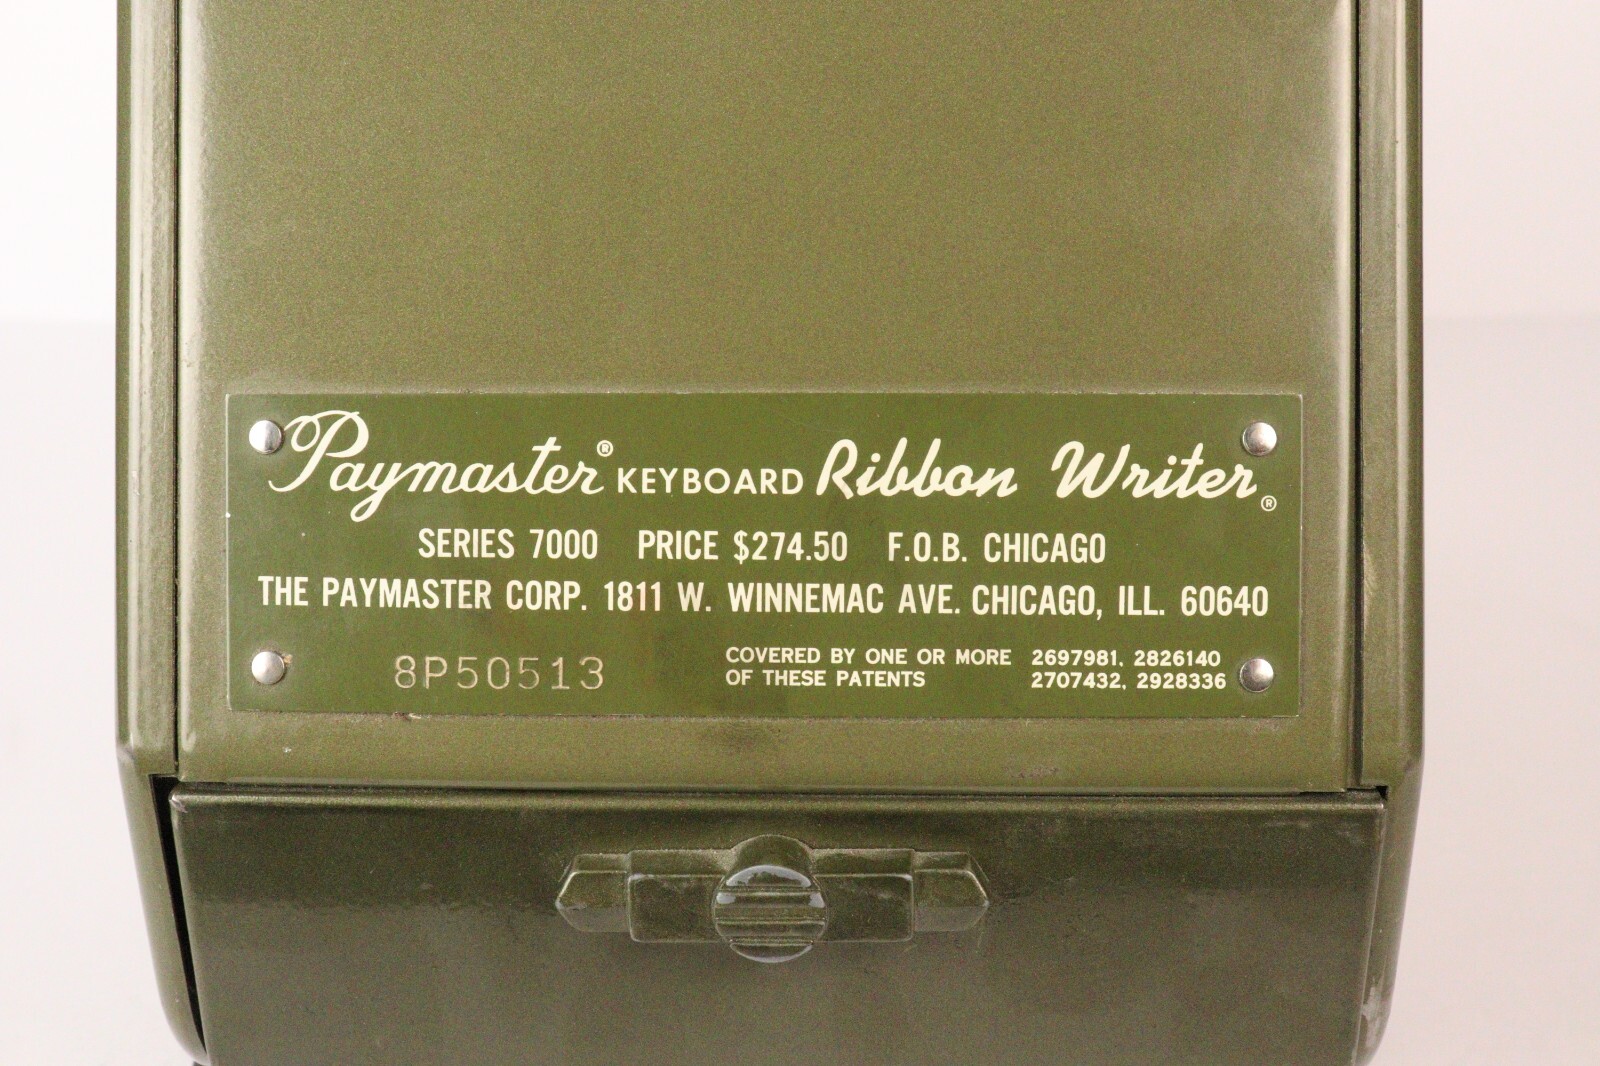 Paymaster® KEYBOARD Ribbon Writer®
SERIES 7000 PRICE $274.50 F.O.B. CHICAGO
THE PAYMASTER CORP. 1811 W. WINNEMAC AVE. CHICAGO, ILL. 60640
8P50513
COVERED BY ONE OR MORE 2697981, 2826140
OF THESE PATENTS 2707432, 2928336